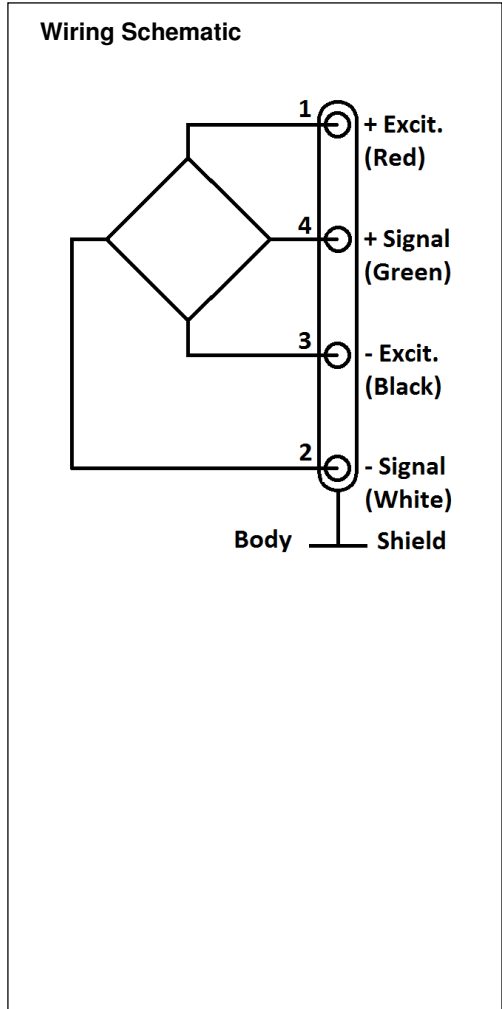 Wiring Schematic
1
+ Excit.
(Red)
4
+ Signal
(Green)
3
- Excit.
(Black)
2
- Signal
(White)
Body
Shield